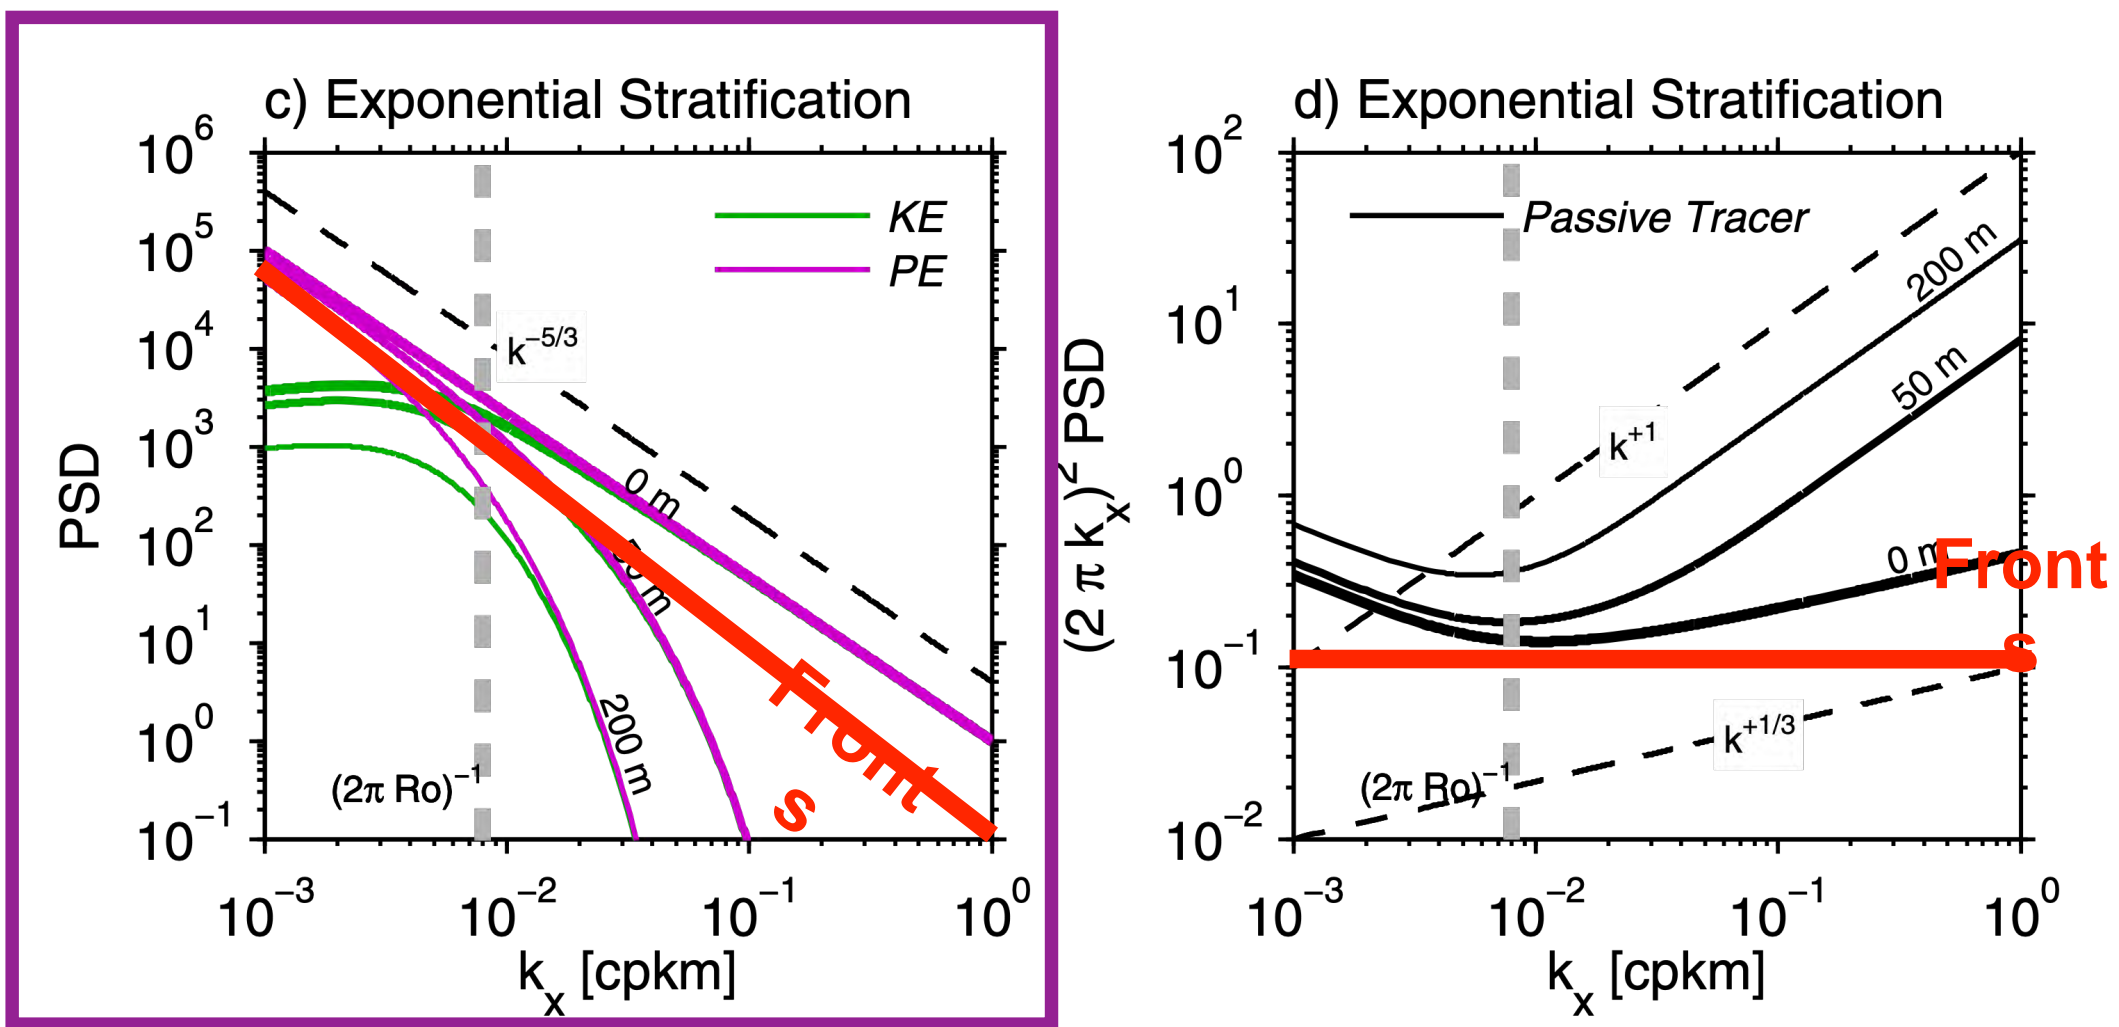 c) Exponential Stratification
10^6
10^5
10^4
10^3
10^2
10^1
10^0
10^−1
PSD
KE
PE
k^−5/3
0 m
50 m
200 m
Front
s
(2π Ro)^−1
10^−3
10^−2
10^−1
10^0
k_x [cpkm]
d) Exponential Stratification
10^2
10^1
10^0
10^−1
10^−2
(2 π k_x)^2 PSD
Passive Tracer
200 m
50 m
k^+1
0 m
Front
s
k^+1/3
(2π Ro)^−1
10^−3
10^−2
10^−1
10^0
k_x [cpkm]